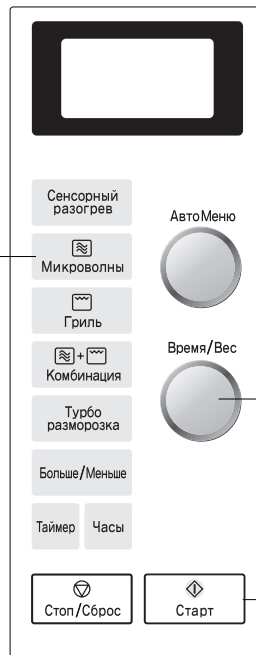 Сенсорный
разогрев
АвтоМеню
Микроволны
Гриль
Время/Вес
+
Комбинация
Турбо
разморозка
Больше/Меньше
Таймер
Часы
Стоп/Сброс
Старт